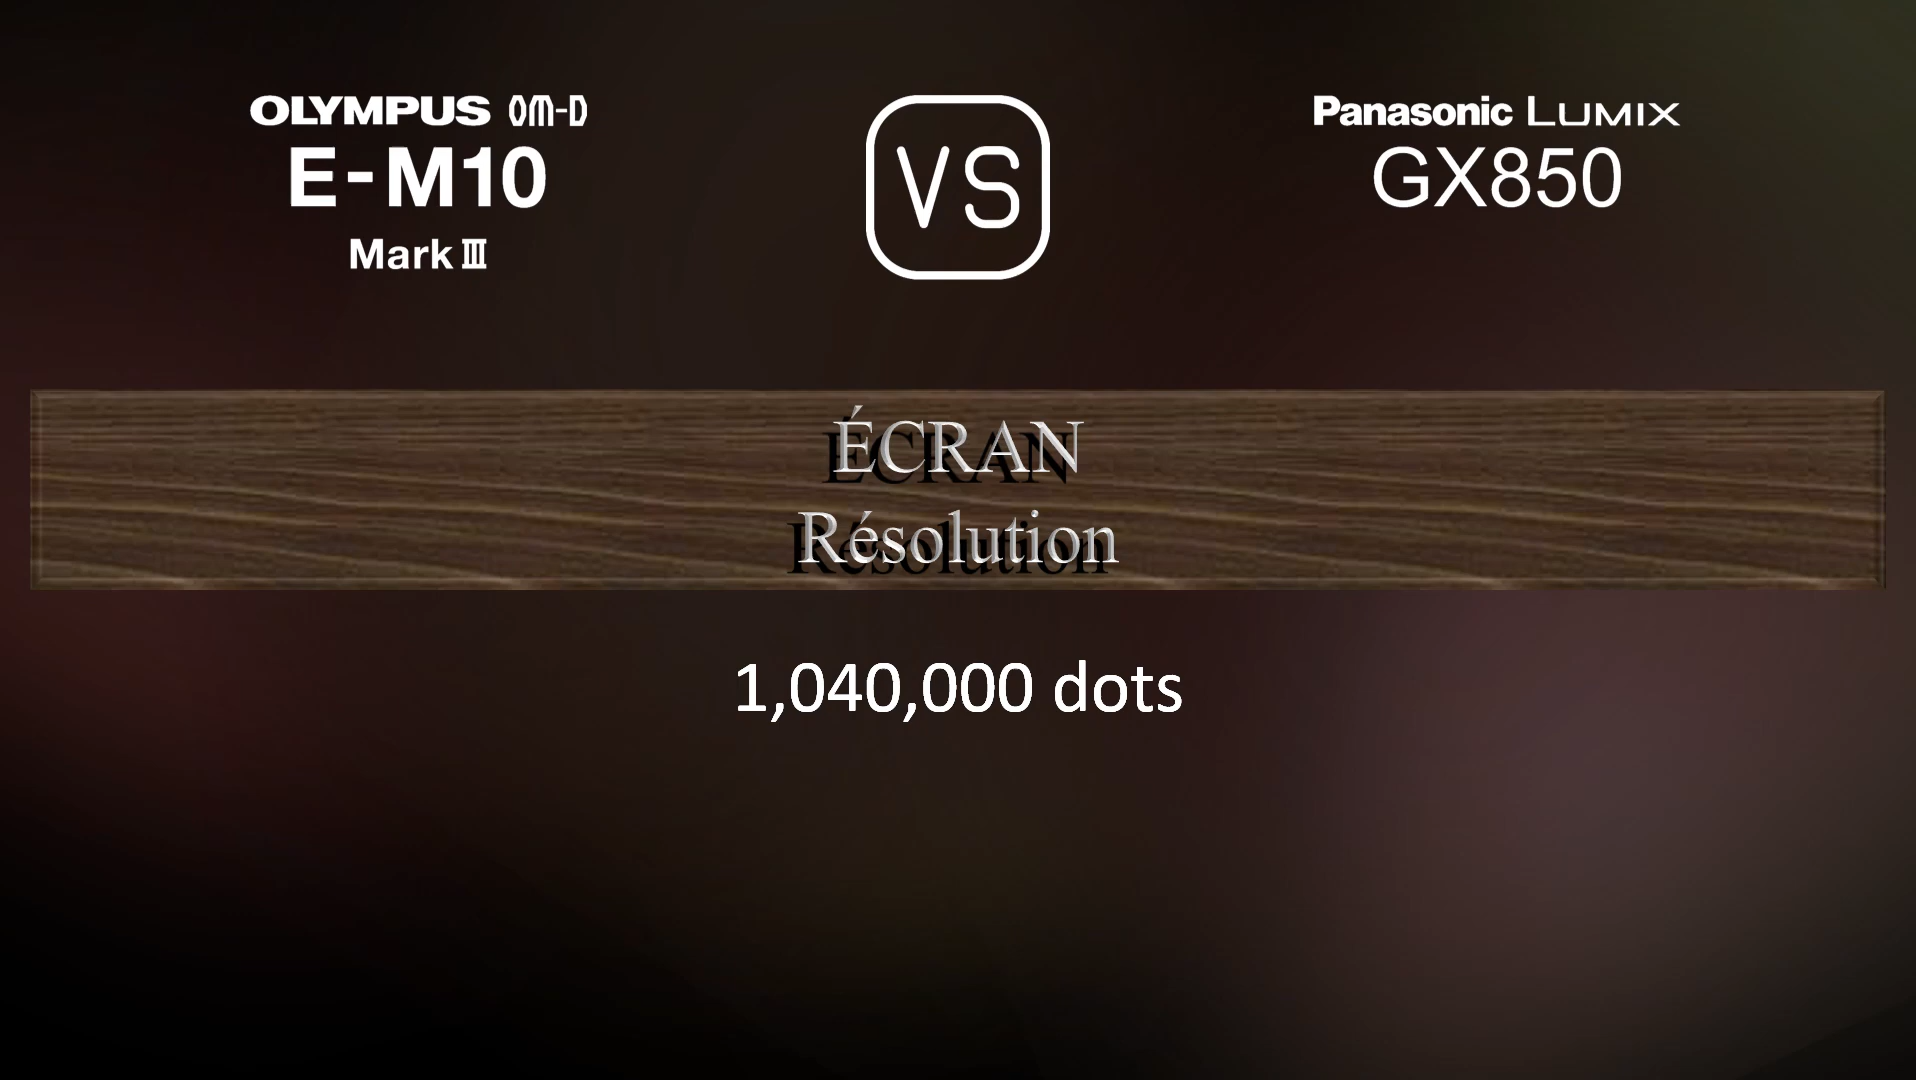 OLYMPUS OM-D
E-M10
Mark III
VS
Panasonic LUMIX
GX850
ÉCRAN
Résolution
1,040,000 dots